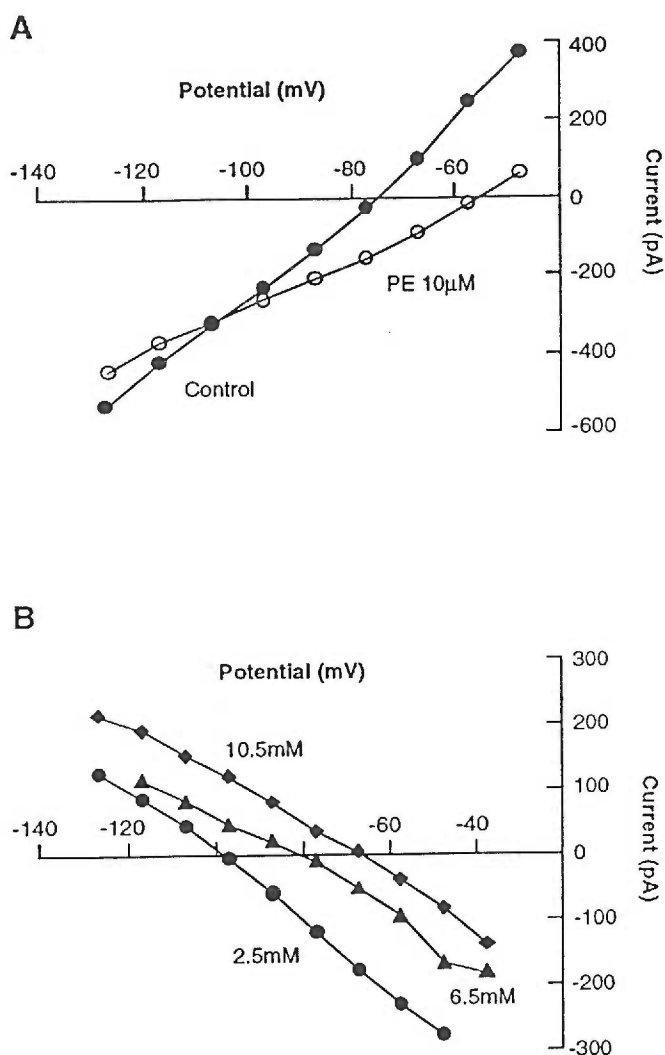 A
Potential (mV)
400
200
0
-200
-400
-600
-140
-120
-100
-80
-60
Current (pA)
PE 10µM
Control
B
Potential (mV)
300
200
100
0
-100
-200
-300
-140
-120
-60
-40
Current (pA)
10.5mM
2.5mM
6.5mM